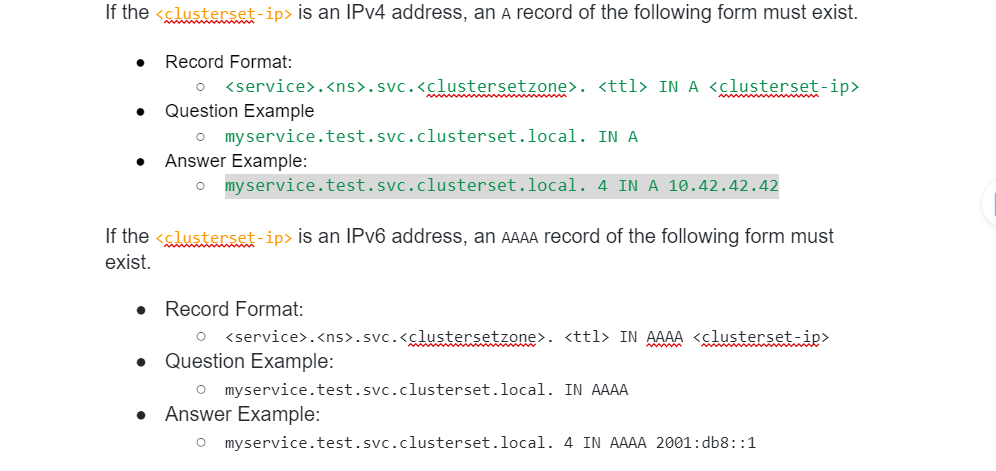 If the <clusterset-ip> is an IPv4 address, an A record of the following form must exist.
● Record Format:
○ <service>.<ns>.svc.<clustersetzone>. <ttl> IN A <clusterset-ip>
● Question Example
○ myservice.test.svc.clusterset.local. IN A
● Answer Example:
○ myservice.test.svc.clusterset.local. 4 IN A 10.42.42.42
If the <clusterset-ip> is an IPv6 address, an AAAA record of the following form must
exist.
● Record Format:
○ <service>.<ns>.svc.<clustersetzone>. <ttl> IN AAAA <clusterset-ip>
● Question Example:
○ myservice.test.svc.clusterset.local. IN AAAA
● Answer Example:
○ myservice.test.svc.clusterset.local. 4 IN AAAA 2001:db8::1